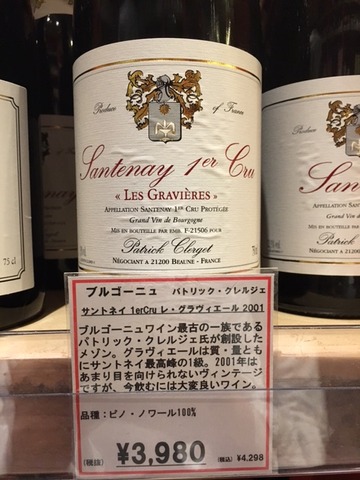 Produce of France
Santenay 1er Cru
« LES GRAVIÈRES »
APPELLATION SANTENAY 1ER CRU PROTÉGÉE
Grand Vin de Bourgogne
MIS EN BOUTEILLE PAR EMB. F-21506 POUR
Patrick Clerget
NÉGOCIANT A 21200 BEAUNE - FRANCE
75 cl
ブルゴーニュ パトリック・クレルジェ
サントネイ 1erCru レ・グラヴィエール 2001
ブルゴーニュワイン最古の一族である
パトリック・クレルジェ氏が創設した
メゾン。グラヴィエールは質・量とも
にサントネイ最高峰の1級。2001年は
あまり目を向けられないヴィンテージ
ですが、今飲むには大変良いワイン。
品種：ピノ・ノワール100%
(税抜) ¥3,980 (税込) ¥4,298